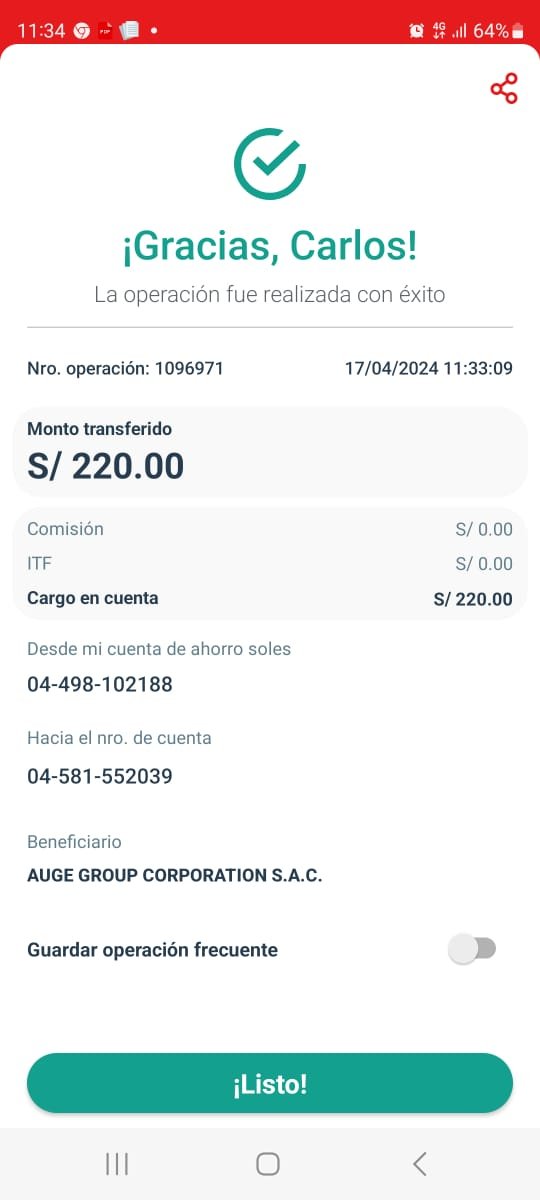 11:34 PDF 4G 64%
¡Gracias, Carlos!
La operación fue realizada con éxito
Nro. operación: 1096971 17/04/2024 11:33:09
Monto transferido
S/ 220.00
Comisión S/ 0.00
ITF S/ 0.00
Cargo en cuenta S/ 220.00
Desde mi cuenta de ahorro soles
04-498-102188
Hacia el nro. de cuenta
04-581-552039
Beneficiario
AUGE GROUP CORPORATION S.A.C.
Guardar operación frecuente
¡Listo!